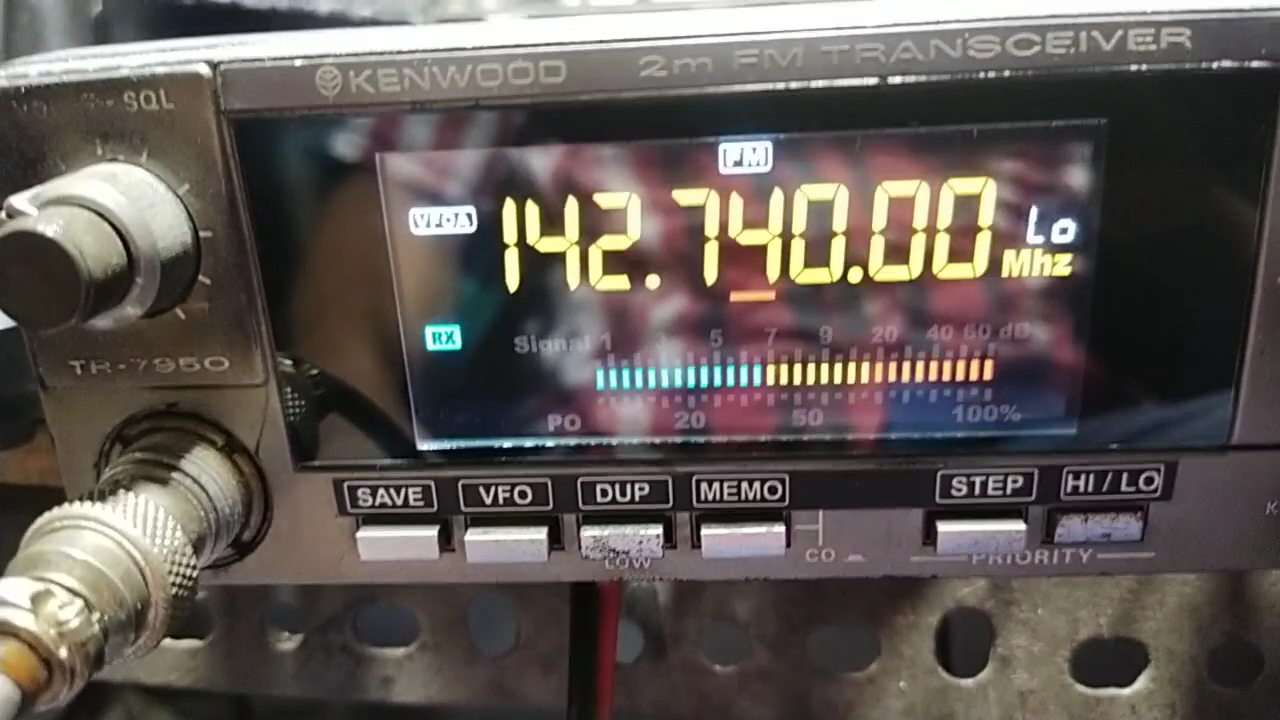 KENWOOD 2m FM TRANSCEIVER
SQL
FM
VFOA 142.740.00 Lo
Mhz
RX
Signal 1 5 7 9 20 40 60 dB
TR-7950
PO 20 50 100%
SAVE VFO DUP MEMO STEP HI / LO
LOW CO PRIORITY